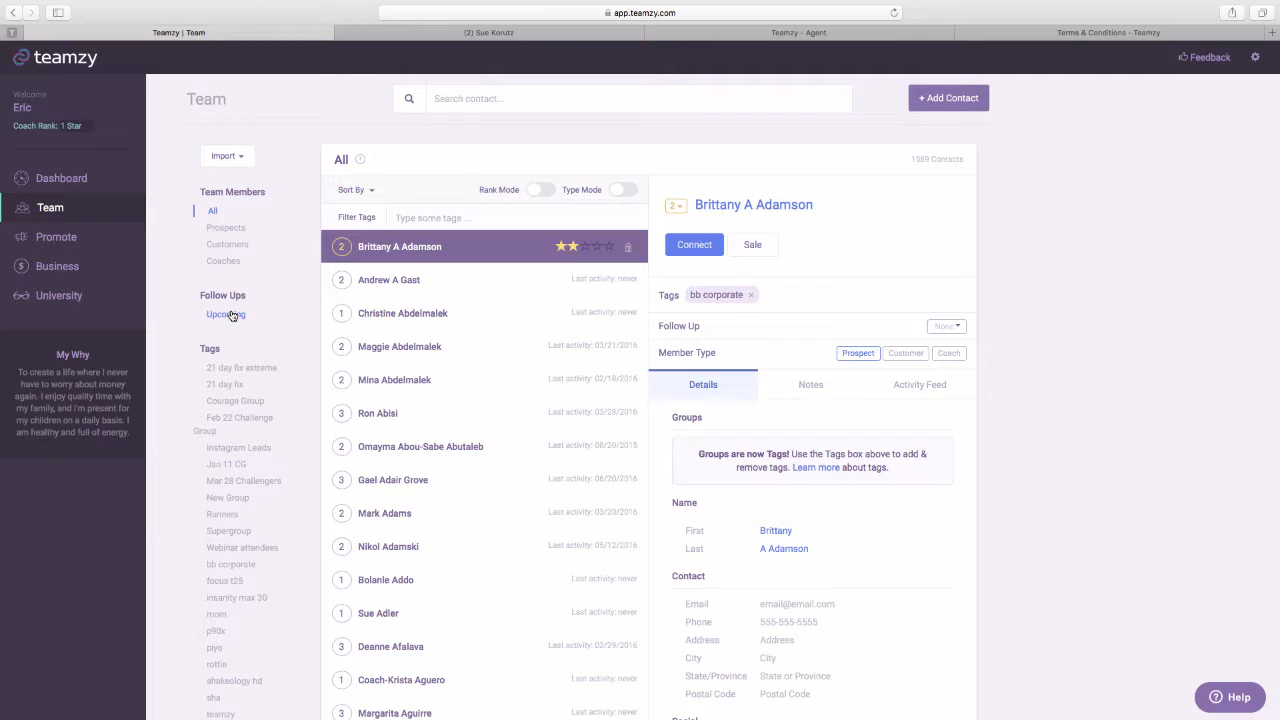 app.teamzy.com
T
Teamzy | Team
(2) Sue Korutz
Teamzy - Agent
Terms & Conditions - Teamzy
teamzy
Feedback
Welcome
Eric
Coach Rank: 1 Star
Dashboard
Team
Promote
Business
University
My Why
To create a life where I never
have to worry about money
again. I enjoy quality time with
my family, and I'm present for
my children on a daily basis. I
am healthy and full of energy.
Team
Search contact...
+ Add Contact
Import
Team Members
All
Prospects
Customers
Coaches
Follow Ups
Upcoming
Tags
21 day fix extreme
21 day fix
Courage Group
Feb 22 Challenge
Group
Instagram Leads
Jan 11 CG
Mar 28 Challengers
New Group
Runners
Supergroup
Webinar attendees
bb corporate
focus t25
insanity max 30
mom
p90x
piyo
rottie
shakeology hd
sha
teamzy
All ?
1589 Contacts
Sort By
Rank Mode
Type Mode
Filter Tags
Type some tags ...
2 Brittany A Adamson
2 Andrew A Gast Last activity: never
1 Christine Abdelmalek Last activity: never
2 Maggie Abdelmalek Last activity: 03/21/2016
2 Mina Abdelmalek Last activity: 02/18/2016
3 Ron Abisi Last activity: 03/28/2016
2 Omayma Abou-Sabe Abutaleb Last activity: 08/20/2015
3 Gael Adair Grove Last activity: 06/20/2016
2 Mark Adams Last activity: 03/20/2016
2 Nikol Adamski Last activity: 05/12/2016
1 Bolanle Addo Last activity: never
1 Sue Adler Last activity: never
3 Deanne Afalava Last activity: 02/29/2016
1 Coach-Krista Aguero Last activity: never
3 Margarita Aguirre Last activity: never
2 Brittany A Adamson
Connect
Sale
Tags bb corporate ×
Follow Up None
Member Type Prospect Customer Coach
Details Notes Activity Feed
Groups
Groups are now Tags! Use the Tags box above to add &
remove tags. Learn more about tags.
Name
First Brittany
Last A Adamson
Contact
Email email@email.com
Phone 555-555-5555
Address Address
City City
State/Province State or Province
Postal Code Postal Code
? Help